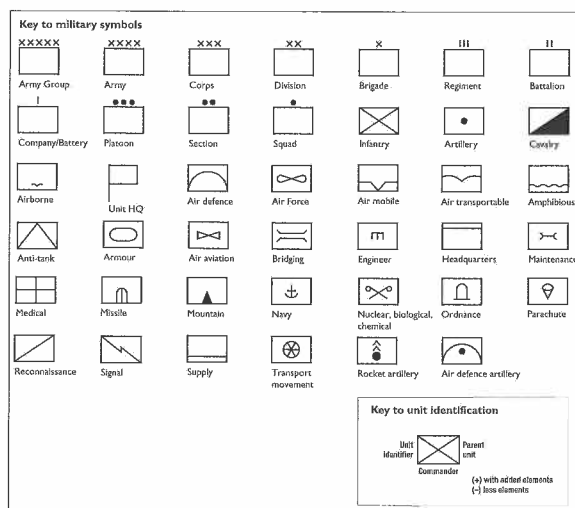 Key to military symbols
XXXXX XXXX XXX XX X III II
Army Group Army Corps Division Brigade Regiment Battalion
I
Company/Battery Platoon Section Squad Infantry Artillery Cavalry
Airborne Unit HQ Air defence Air Force Air mobile Air transportable Amphibious
Anti-tank Armour Air aviation Bridging Engineer Headquarters Maintenance
Medical Missile Mountain Navy Nuclear, biological, Ordnance Parachute
chemical
Reconnaissance Signal Supply Transport Rocket artillery Air defence artillery
movement
Key to unit identification
Unit Parent
identifier unit
Commander
(+) with added elements
(–) less elements